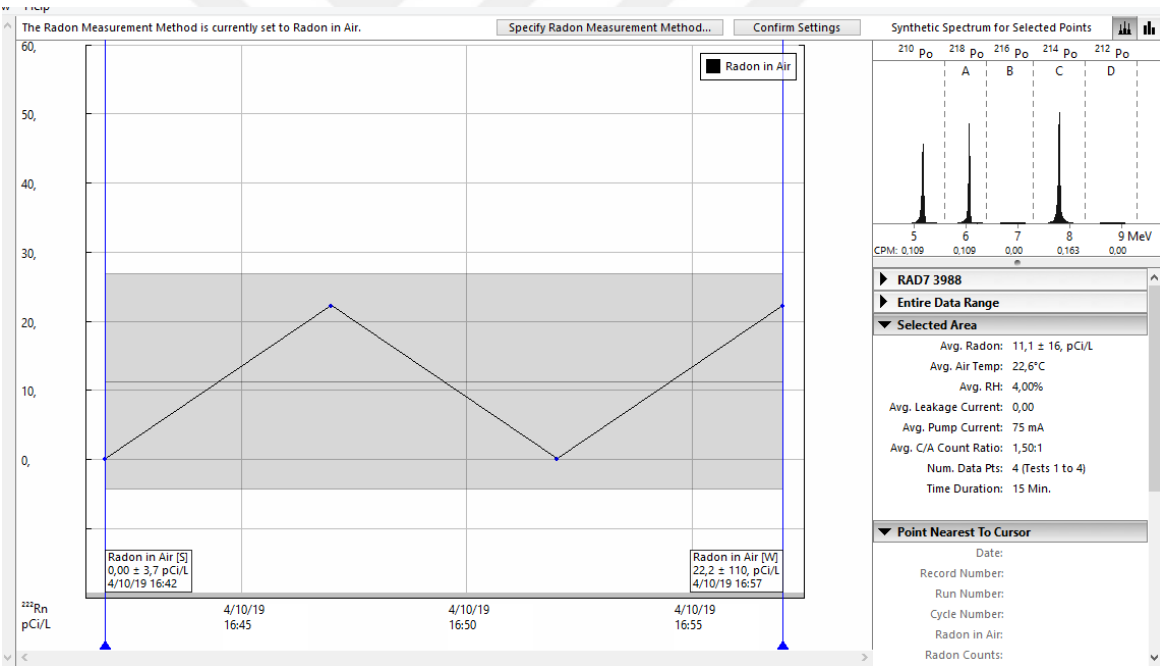 The Radon Measurement Method is currently set to Radon in Air.
Specify Radon Measurement Method...
Confirm Settings
Synthetic Spectrum for Selected Points
60,
50,
40,
30,
20,
10,
0,
Radon in Air
Radon in Air [S]
0,00 ± 3,7 pCi/L
4/10/19 16:42
Radon in Air [W]
22,2 ± 110, pCi/L
4/10/19 16:57
²²²Rn
pCi/L
4/10/19
16:45
4/10/19
16:50
4/10/19
16:55
²¹⁰Po ²¹⁸Po ²¹⁶Po ²¹⁴Po ²¹²Po
A B C D
5 6 7 8 9 MeV
CPM: 0,109 0,109 0,00 0,163 0,00
RAD7 3988
Entire Data Range
Selected Area
Avg. Radon: 11,1 ± 16, pCi/L
Avg. Air Temp: 22,6°C
Avg. RH: 4,00%
Avg. Leakage Current: 0,00
Avg. Pump Current: 75 mA
Avg. C/A Count Ratio: 1,50:1
Num. Data Pts: 4 (Tests 1 to 4)
Time Duration: 15 Min.
Point Nearest To Cursor
Date:
Record Number:
Run Number:
Cycle Number:
Radon in Air:
Radon Counts: